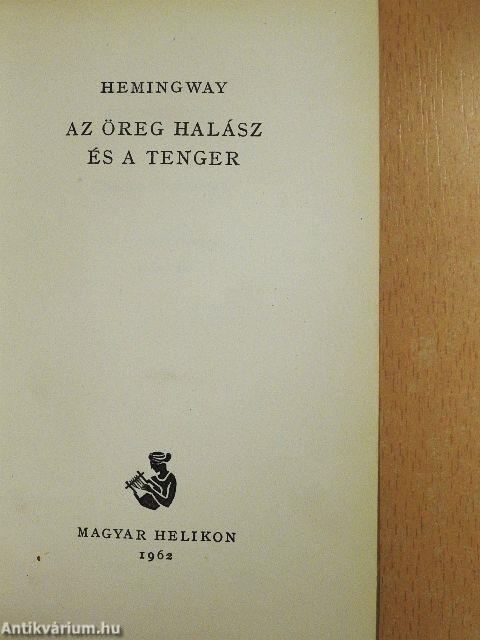 HEMINGWAY
AZ ÖREG HALÁSZ
ÉS A TENGER
MAGYAR HELIKON
1962
Antikvárium.hu